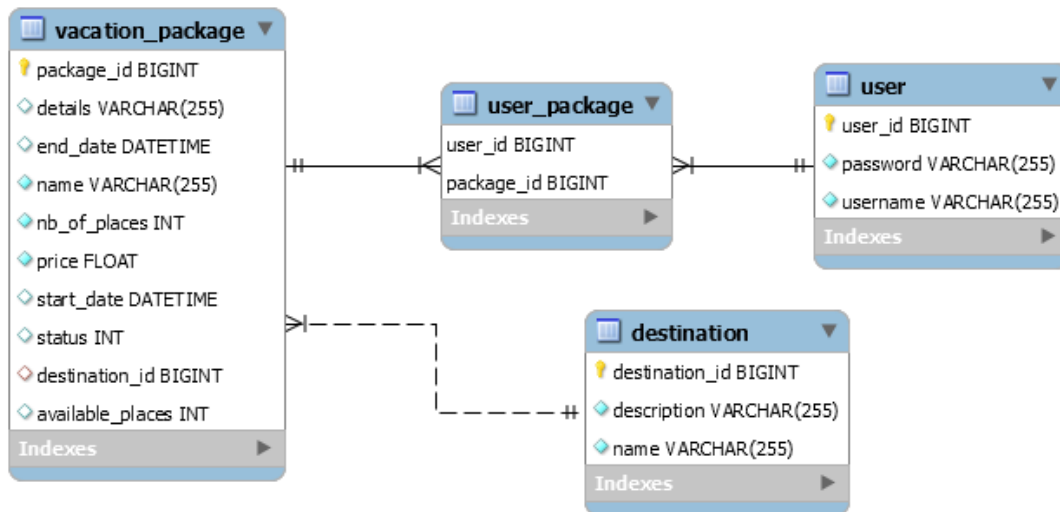 vacation_package
package_id BIGINT
details VARCHAR(255)
end_date DATETIME
name VARCHAR(255)
nb_of_places INT
price FLOAT
start_date DATETIME
status INT
destination_id BIGINT
available_places INT
Indexes
user_package
user_id BIGINT
package_id BIGINT
Indexes
user
user_id BIGINT
password VARCHAR(255)
username VARCHAR(255)
Indexes
destination
destination_id BIGINT
description VARCHAR(255)
name VARCHAR(255)
Indexes